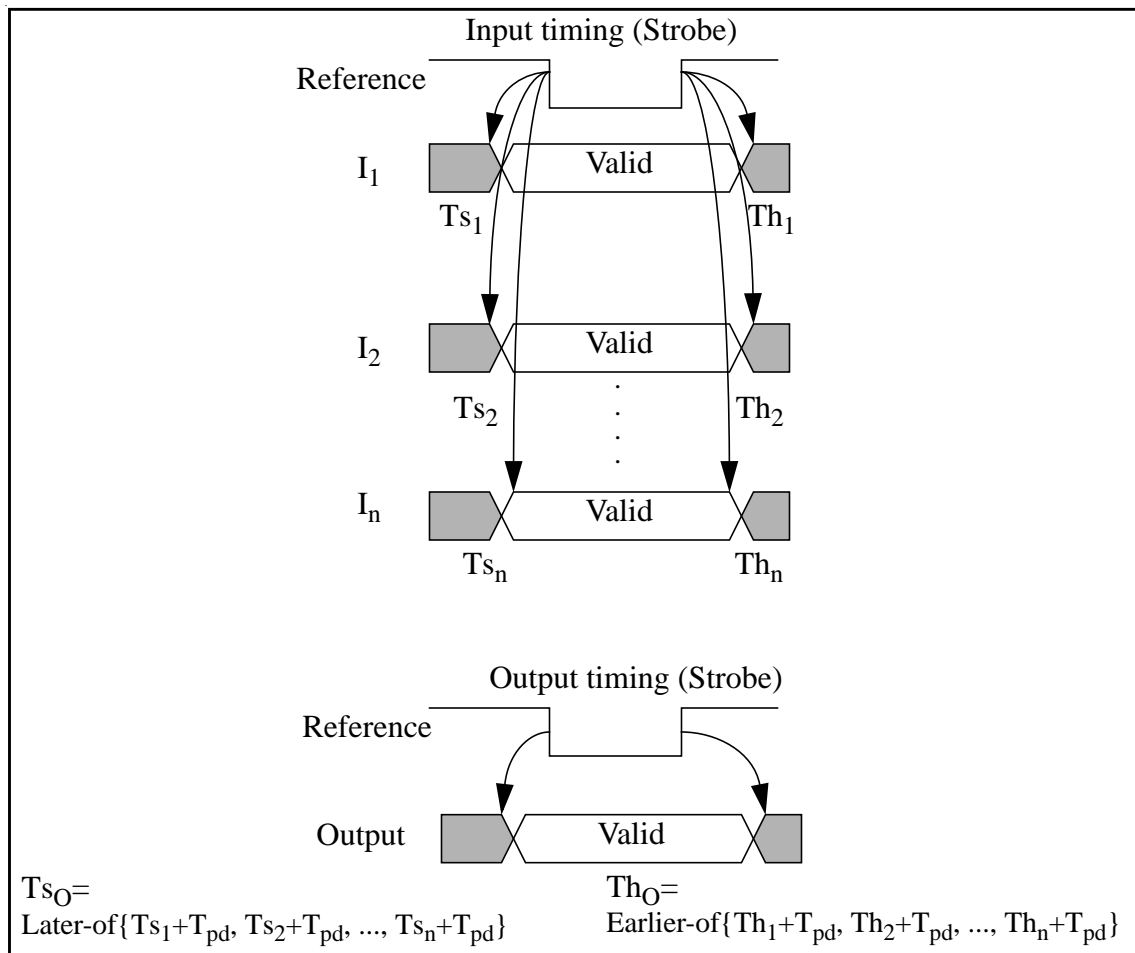 Input timing (Strobe)
Reference
I1
Valid
Ts1
Th1
I2
Valid
Ts2
Th2
In
Valid
Tsn
Thn
Output timing (Strobe)
Reference
Output
Valid
TsO=
Later-of{Ts1+Tpd, Ts2+Tpd, ..., Tsn+Tpd}
ThO=
Earlier-of{Th1+Tpd, Th2+Tpd, ..., Thn+Tpd}